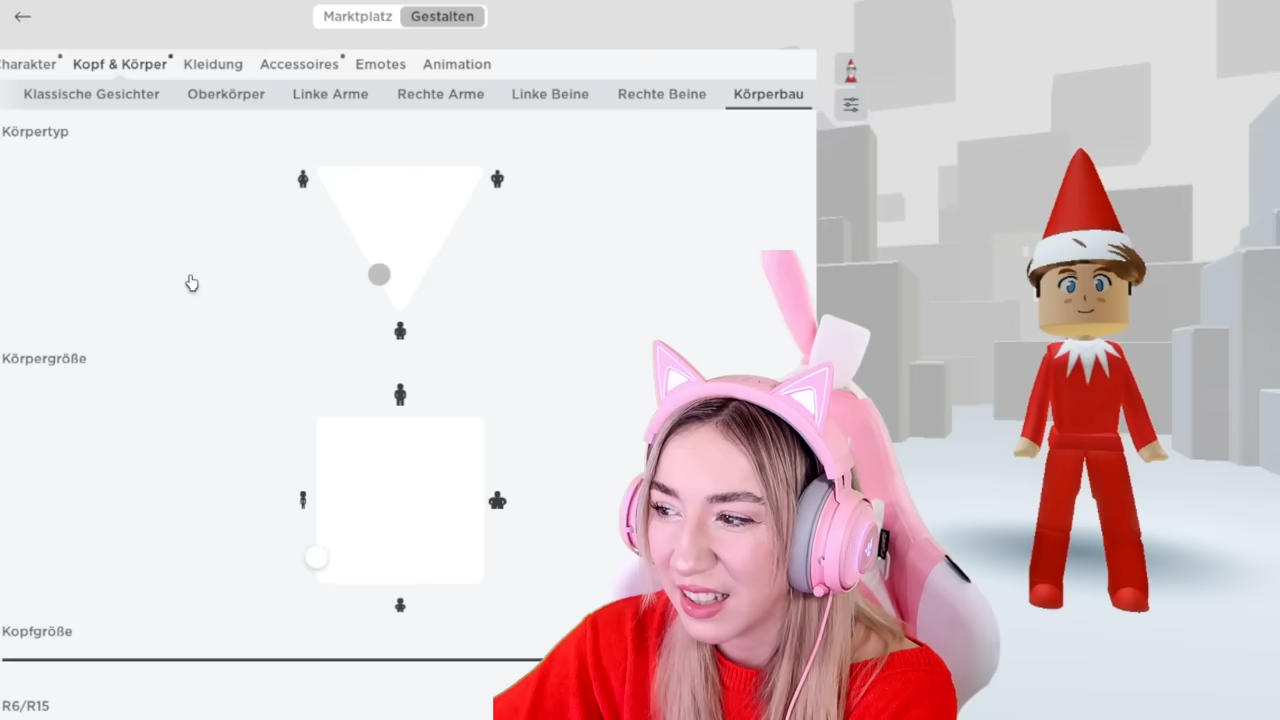 Marktplatz Gestalten
Charakter Kopf & Körper Kleidung Accessoires Emotes Animation
Klassische Gesichter Oberkörper Linke Arme Rechte Arme Linke Beine Rechte Beine Körperbau
Körpertyp
Körpergröße
Kopfgröße
R6/R15